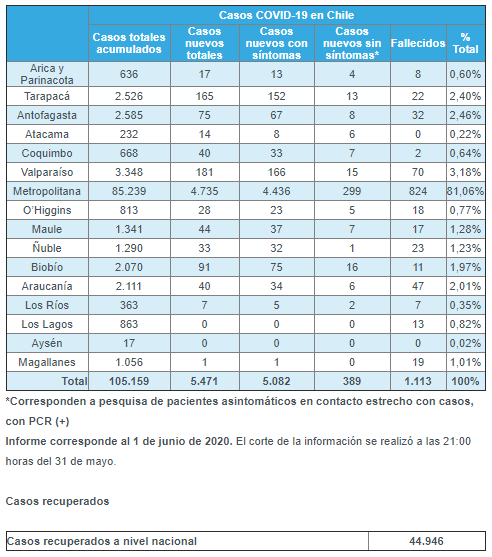 Casos COVID-19 en Chile
Casos totales acumulados | Casos nuevos totales | Casos nuevos con síntomas | Casos nuevos sin síntomas* | Fallecidos | % Total
Arica y Parinacota | 636 | 17 | 13 | 4 | 8 | 0,60%
Tarapacá | 2.526 | 165 | 152 | 13 | 22 | 2,40%
Antofagasta | 2.585 | 75 | 67 | 8 | 32 | 2,46%
Atacama | 232 | 14 | 8 | 6 | 0 | 0,22%
Coquimbo | 668 | 40 | 33 | 7 | 2 | 0,64%
Valparaíso | 3.348 | 181 | 166 | 15 | 70 | 3,18%
Metropolitana | 85.239 | 4.735 | 4.436 | 299 | 824 | 81,06%
O'Higgins | 813 | 28 | 23 | 5 | 18 | 0,77%
Maule | 1.341 | 44 | 37 | 7 | 17 | 1,28%
Ñuble | 1.290 | 33 | 32 | 1 | 23 | 1,23%
Biobío | 2.070 | 91 | 75 | 16 | 11 | 1,97%
Araucanía | 2.111 | 40 | 34 | 6 | 47 | 2,01%
Los Ríos | 363 | 7 | 5 | 2 | 7 | 0,35%
Los Lagos | 863 | 0 | 0 | 0 | 13 | 0,82%
Aysén | 17 | 0 | 0 | 0 | 0 | 0,02%
Magallanes | 1.056 | 1 | 1 | 0 | 19 | 1,01%
Total | 105.159 | 5.471 | 5.082 | 389 | 1.113 | 100%
*Corresponden a pesquisa de pacientes asintomáticos en contacto estrecho con casos,
con PCR (+)
Informe corresponde al 1 de junio de 2020. El corte de la información se realizó a las 21:00
horas del 31 de mayo.
Casos recuperados
Casos recuperados a nivel nacional | 44.946